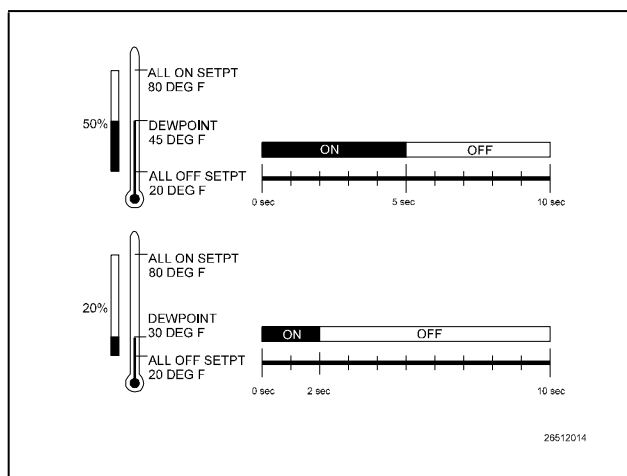 ALL ON SETPT
80 DEG F
50%
DEWPOINT
45 DEG F
ALL OFF SETPT
20 DEG F
ON
OFF
0 sec
5 sec
10 sec
ALL ON SETPT
80 DEG F
20%
DEWPOINT
30 DEG F
ALL OFF SETPT
20 DEG F
ON
OFF
0 sec
2 sec
10 sec
26512014